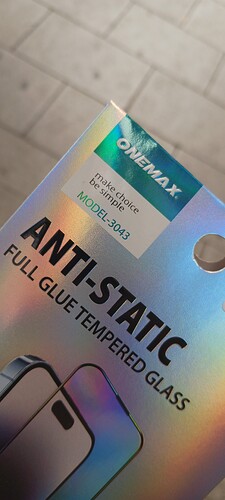 ONEMAX
make choice
be simple
MODEL-3043
ANTI-STATIC
FULL GLUE TEMPERED GLASS